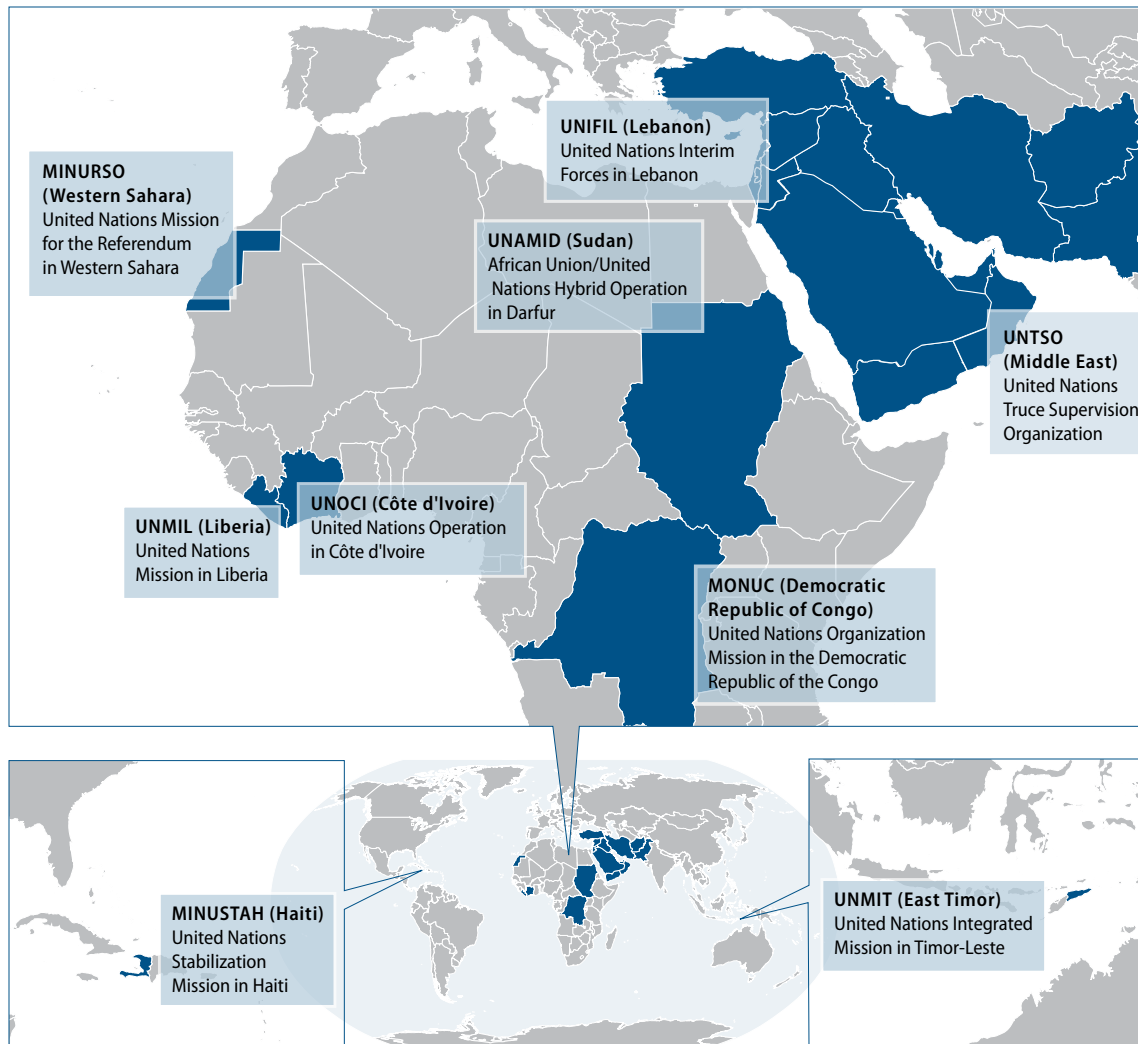 UNIFIL (Lebanon)
United Nations Interim
Forces in Lebanon
MINURSO
(Western Sahara)
United Nations Mission
for the Referendum
in Western Sahara
UNAMID (Sudan)
African Union/United
Nations Hybrid Operation
in Darfur
UNTSO
(Middle East)
United Nations
Truce Supervision
Organization
UNOCI (Côte d'Ivoire)
United Nations Operation
in Côte d'Ivoire
UNMIL (Liberia)
United Nations
Mission in Liberia
MONUC (Democratic
Republic of Congo)
United Nations Organization
Mission in the Democratic
Republic of the Congo
MINUSTAH (Haiti)
United Nations
Stabilization
Mission in Haiti
UNMIT (East Timor)
United Nations Integrated
Mission in Timor-Leste